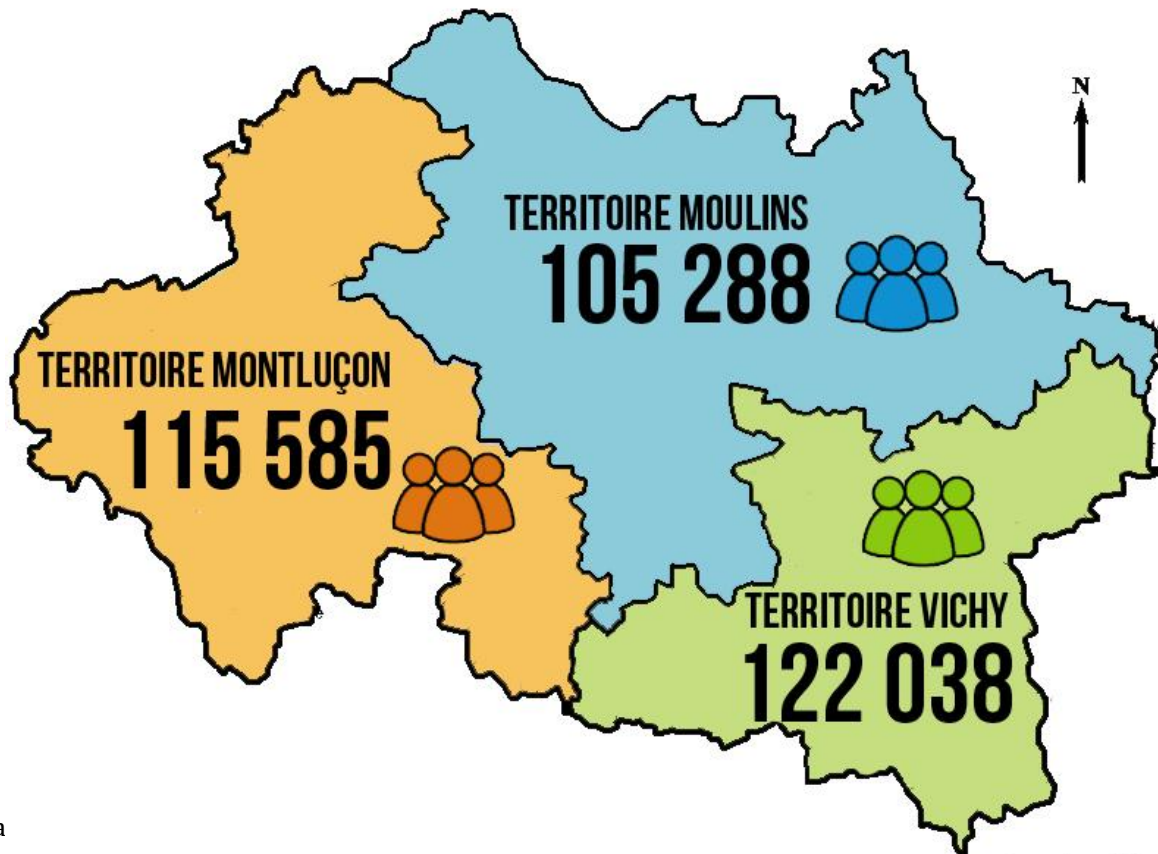 N
TERRITOIRE MOULINS
105 288
TERRITOIRE MONTLUÇON
115 585
TERRITOIRE VICHY
122 038
a